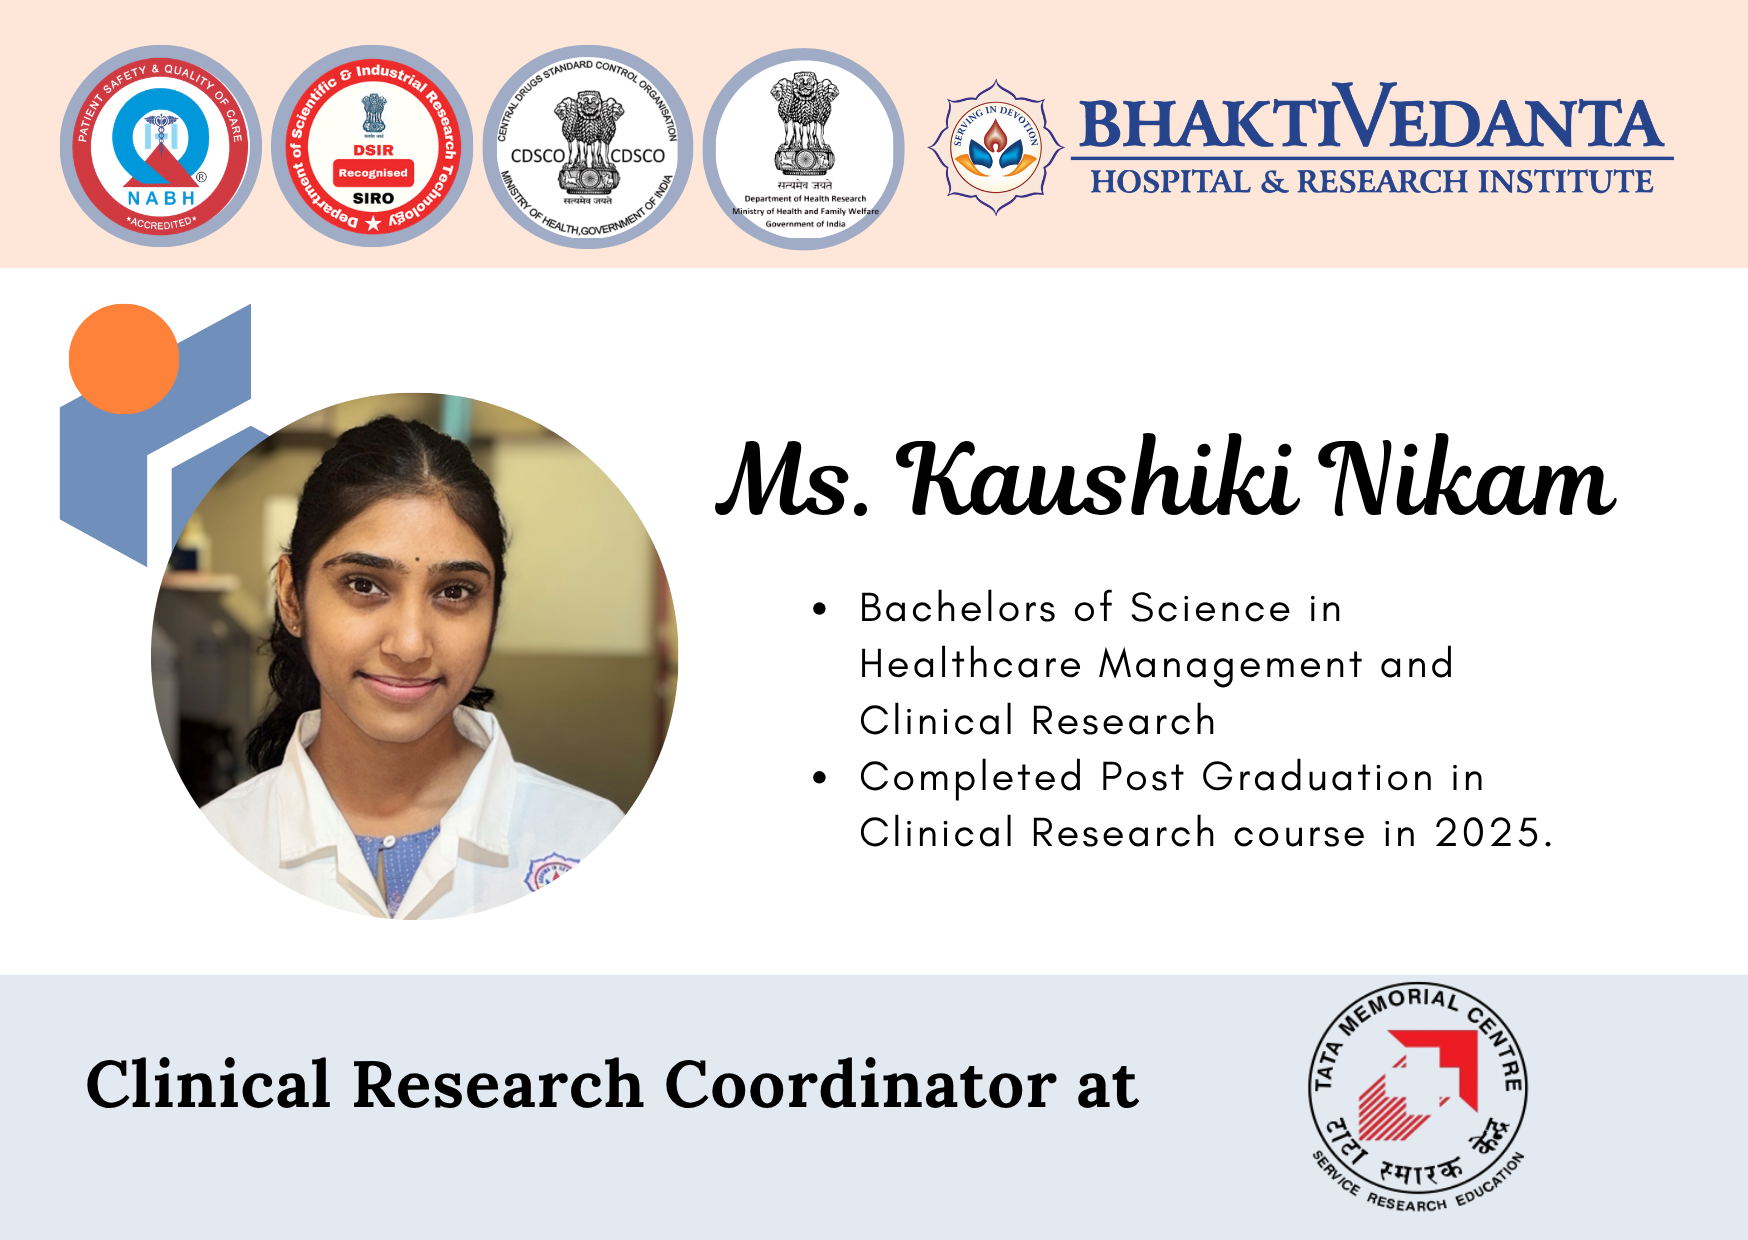 PATIENT SAFETY & QUALITY OF CARE
NABH
®
*ACCREDITED*
Department of Scientific & Industrial Research Technology
DSIR
Recognised
SIRO
CENTRAL DRUGS STANDARD CONTROL ORGANISATION
CDSCO CDSCO
सत्यमेव जयते
MINISTRY OF HEALTH,GOVERNMENT OF INDIA
सत्यमेव जयते
Department of Health Research
Ministry of Health and Family Welfare
Government of India
SERVING IN DEVOTION
BHAKTIVEDANTA
HOSPITAL & RESEARCH INSTITUTE
Ms. Kaushiki Nikam
• Bachelors of Science in
Healthcare Management and
Clinical Research
• Completed Post Graduation in
Clinical Research course in 2025.
Clinical Research Coordinator at
TATA MEMORIAL CENTRE
टाटा स्मारक केन्द्र
SERVICE RESEARCH EDUCATION